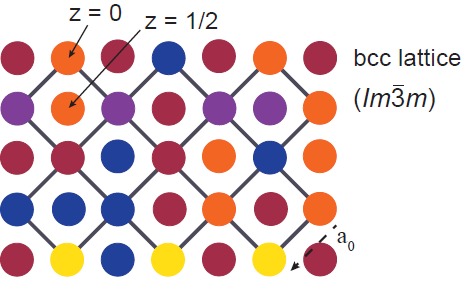 z = 0
z = 1/2
bcc lattice
(Im3̅m)
a₀